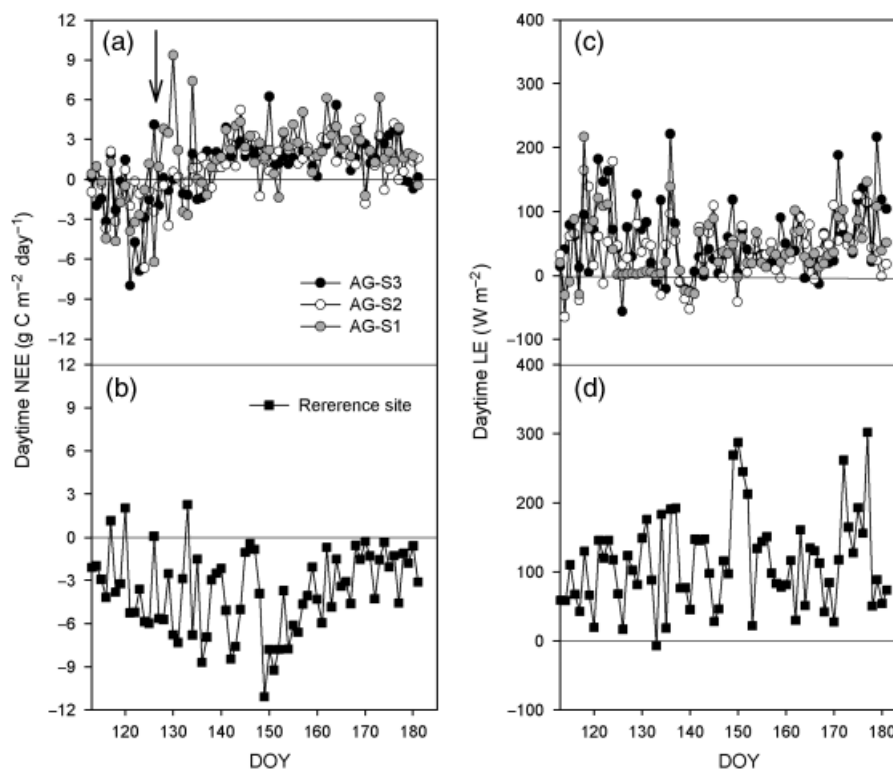 (a)
12
9
6
3
0
−3
−6
−9
−12
AG-S3
AG-S2
AG-S1
(b)
12
9
6
3
0
−3
−6
−9
−12
Rererence site
Daytime NEE (g C m−2 day−1)
120 130 140 150 160 170 180
DOY
(c)
400
300
200
100
0
−100
(d)
400
300
200
100
0
−100
Daytime LE (W m−2)
120 130 140 150 160 170 180
DOY